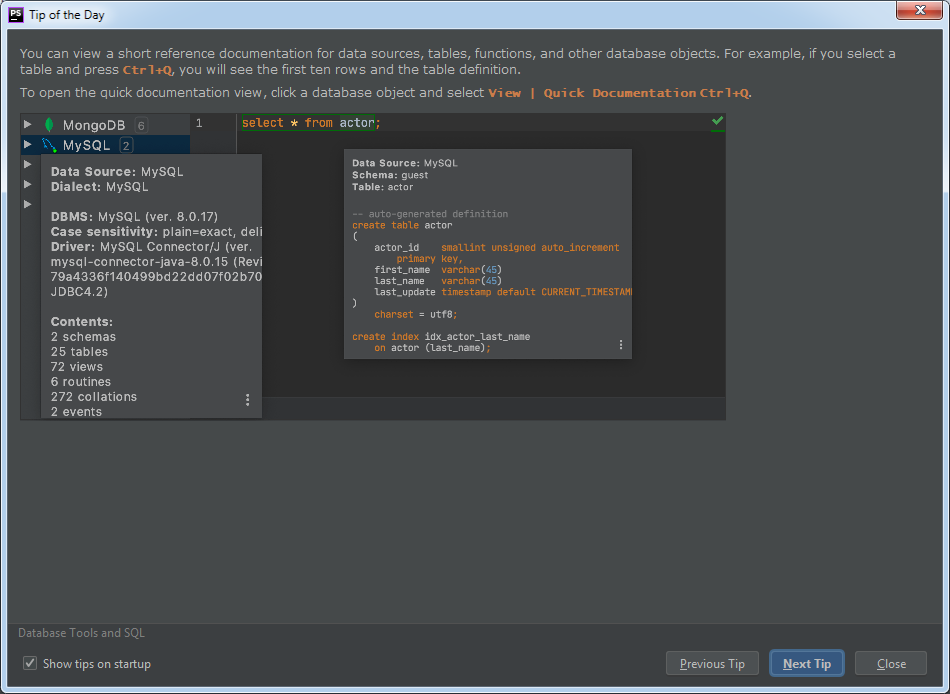 PS Tip of the Day
You can view a short reference documentation for data sources, tables, functions, and other database objects. For example, if you select a
table and press Ctrl+Q, you will see the first ten rows and the table definition.
To open the quick documentation view, click a database object and select View | Quick Documentation Ctrl+Q.
MongoDB 6
MySQL 2
1 select * from actor;
Data Source: MySQL
Dialect: MySQL
DBMS: MySQL (ver. 8.0.17)
Case sensitivity: plain=exact, deli
Driver: MySQL Connector/J (ver.
mysql-connector-java-8.0.15 (Revi
79a4336f140499bd22dd07f02b70
JDBC4.2)
Contents:
2 schemas
25 tables
72 views
6 routines
272 collations
2 events
Data Source: MySQL
Schema: guest
Table: actor
-- auto-generated definition
create table actor
(
actor_id smallint unsigned auto_increment
primary key,
first_name varchar(45)
last_name varchar(45)
last_update timestamp default CURRENT_TIMESTAM
)
charset = utf8;
create index idx_actor_last_name
on actor (last_name);
Database Tools and SQL
Show tips on startup
Previous Tip
Next Tip
Close